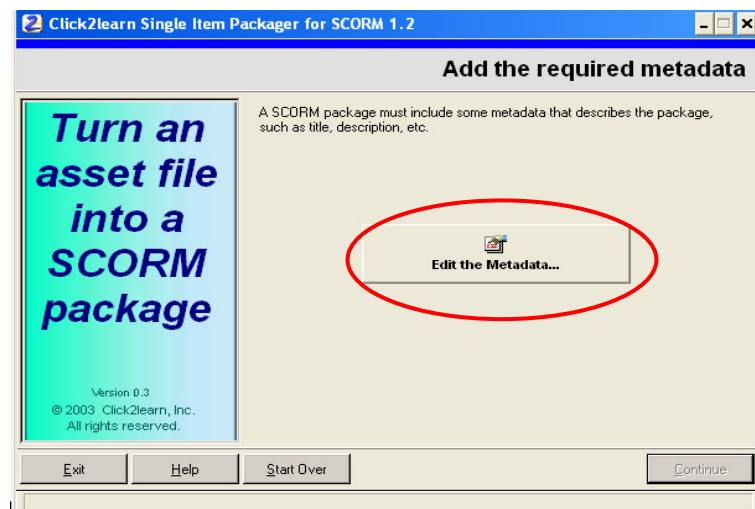 Click2learn Single Item Packager for SCORM 1.2
Add the required metadata
Turn an
asset file
into a
SCORM
package
Version 0.3
© 2003 Click2learn, Inc.
All rights reserved.
A SCORM package must include some metadata that describes the package,
such as title, description, etc.
Edit the Metadata...
Exit
Help
Start Over
Continue